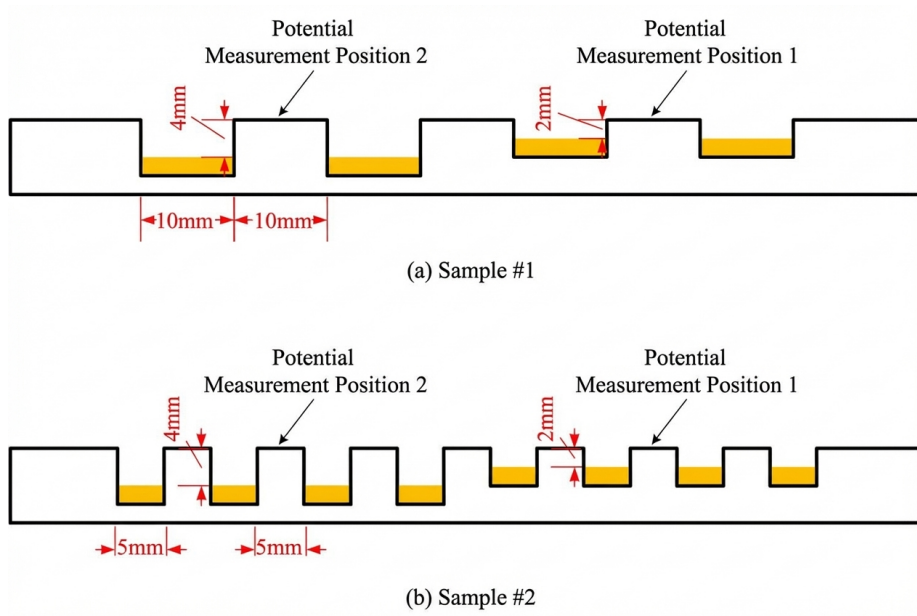 Potential
Measurement Position 2
Potential
Measurement Position 1
4mm
2mm
10mm
10mm
(a) Sample #1
Potential
Measurement Position 2
Potential
Measurement Position 1
4mm
2mm
5mm
5mm
(b) Sample #2